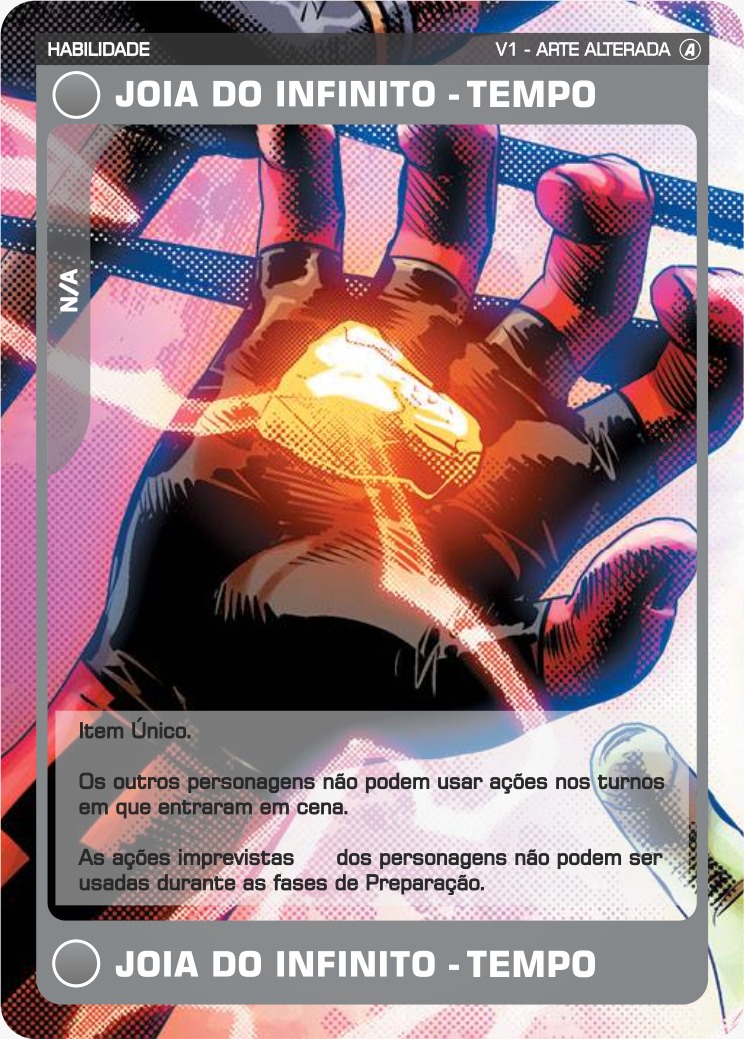 HABILIDADE
V1 - ARTE ALTERADA A
JOIA DO INFINITO - TEMPO
N/A
Item Único.
Os outros personagens não podem usar ações nos turnos
em que entraram em cena.
As ações imprevistas dos personagens não podem ser
usadas durante as fases de Preparação.
JOIA DO INFINITO - TEMPO